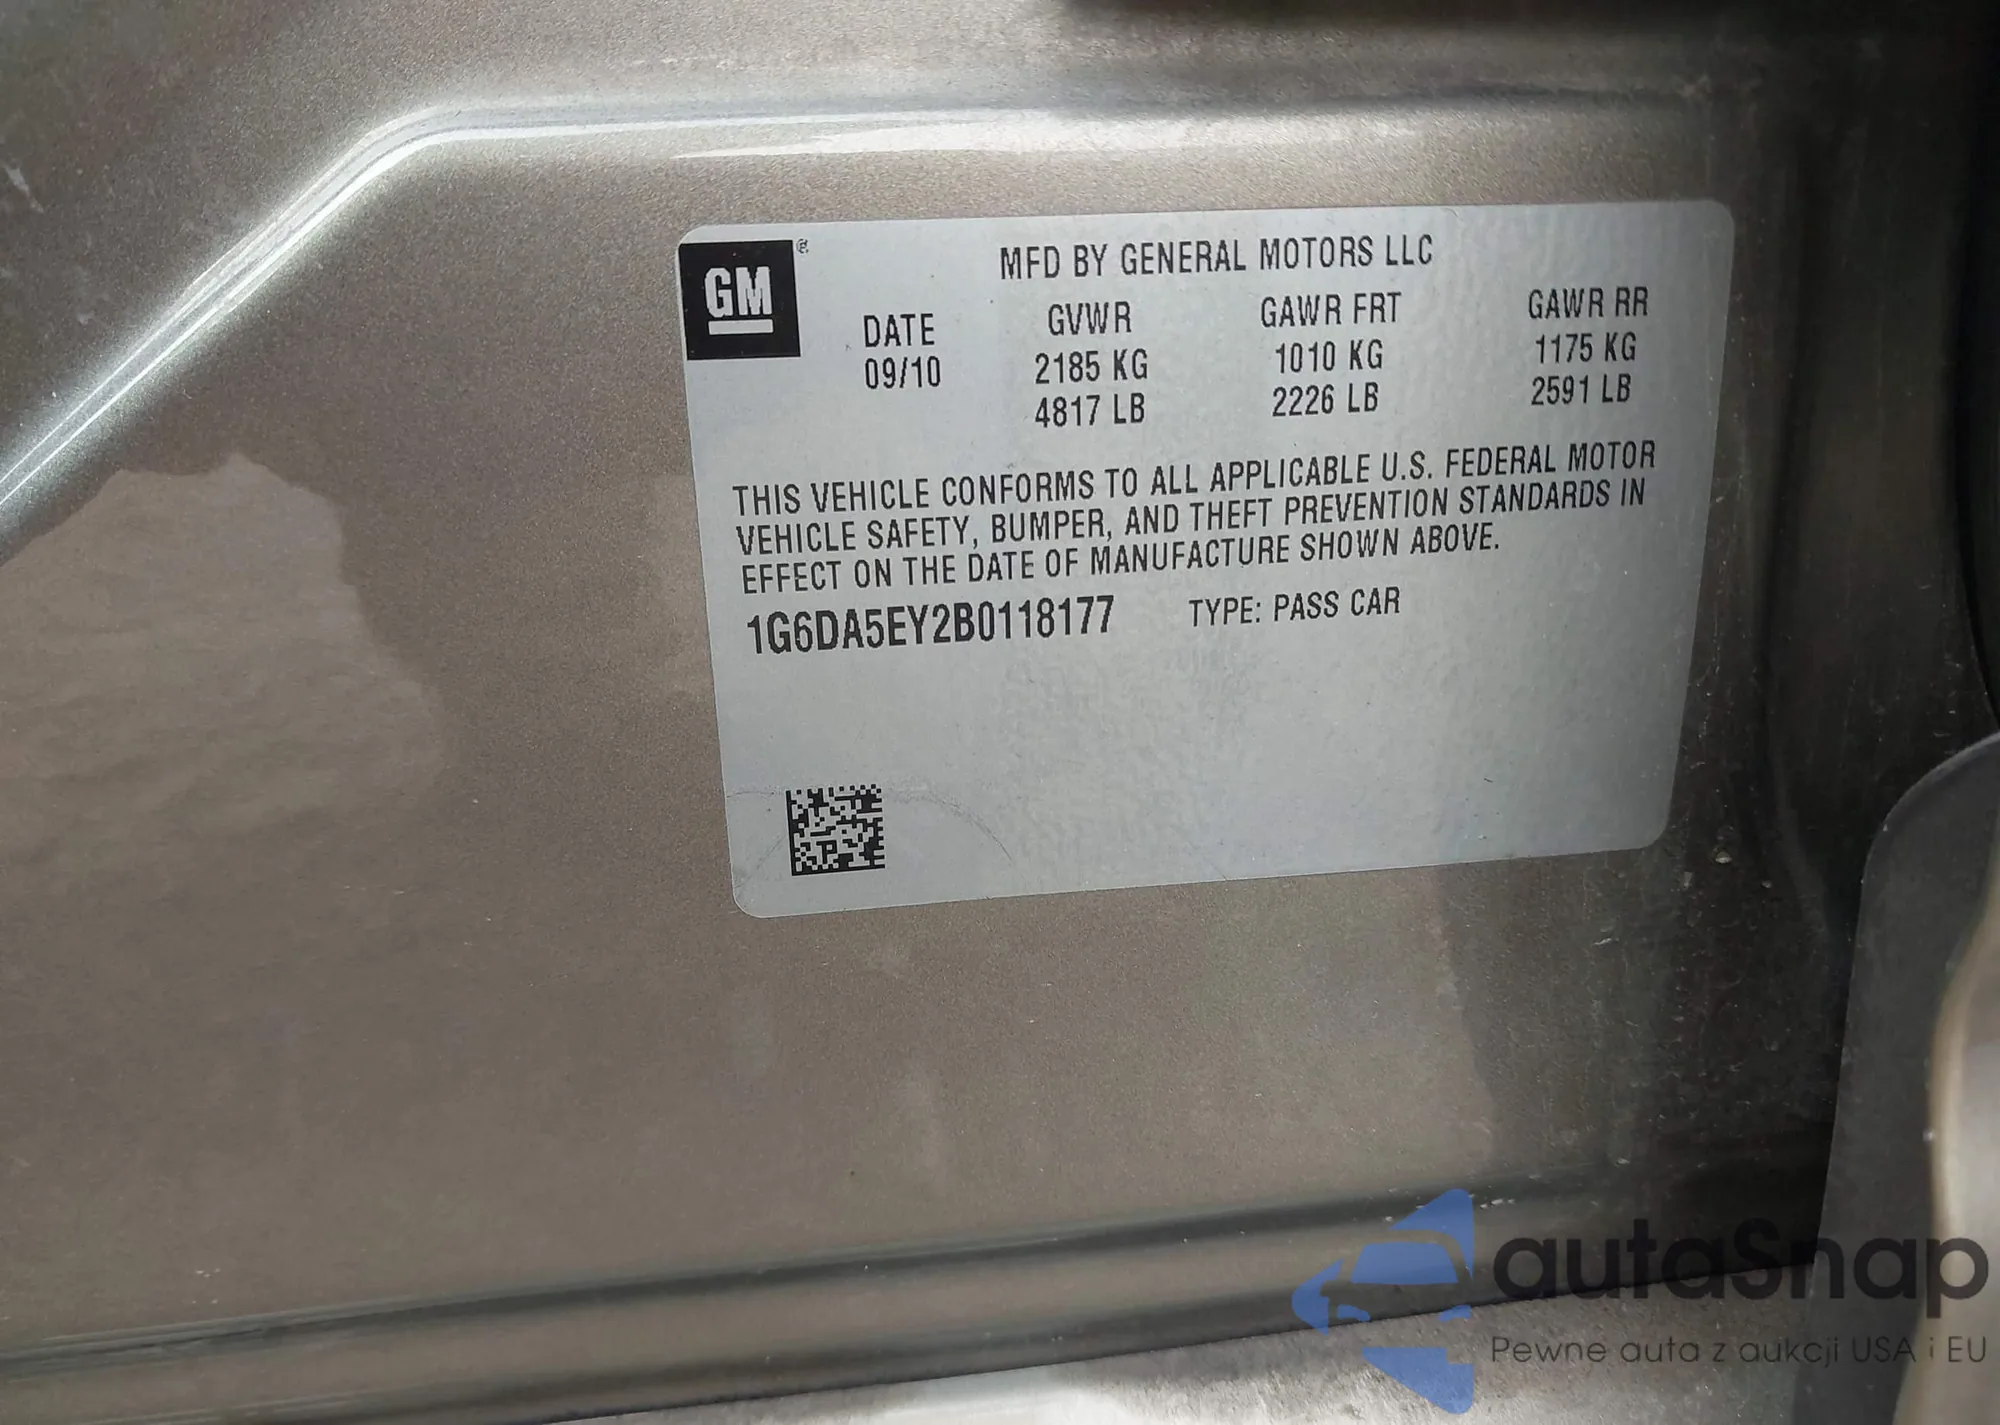 GM
MFD BY GENERAL MOTORS LLC
DATE GVWR GAWR FRT GAWR RR
09/10 2185 KG 1010 KG 1175 KG
4817 LB 2226 LB 2591 LB
THIS VEHICLE CONFORMS TO ALL APPLICABLE U.S. FEDERAL MOTOR
VEHICLE SAFETY, BUMPER, AND THEFT PREVENTION STANDARDS IN
EFFECT ON THE DATE OF MANUFACTURE SHOWN ABOVE.
1G6DA5EY2B0118177 TYPE: PASS CAR
P
autaSnap
Pewne auta z aukcji USA i EU